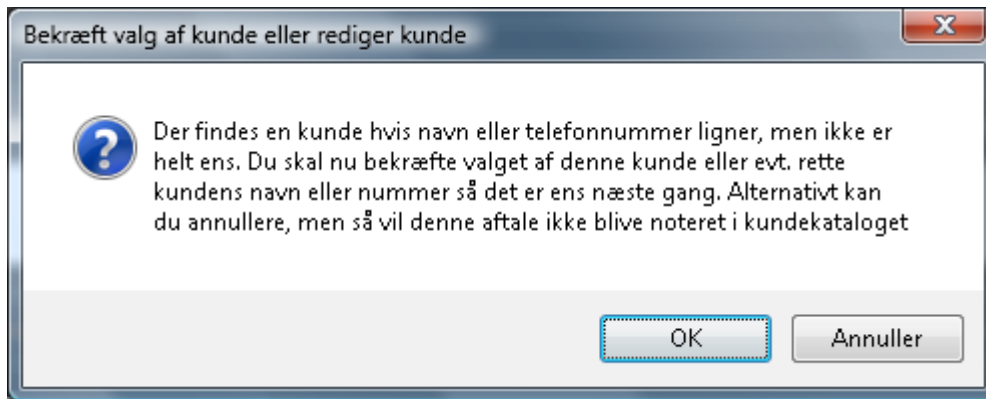 Bekræft valg af kunde eller rediger kunde
Der findes en kunde hvis navn eller telefonnummer ligner, men ikke er
helt ens. Du skal nu bekræfte valget af denne kunde eller evt. rette
kundens navn eller nummer så det er ens næste gang. Alternativt kan
du annullere, men så vil denne aftale ikke blive noteret i kundekataloget
OK
Annuller